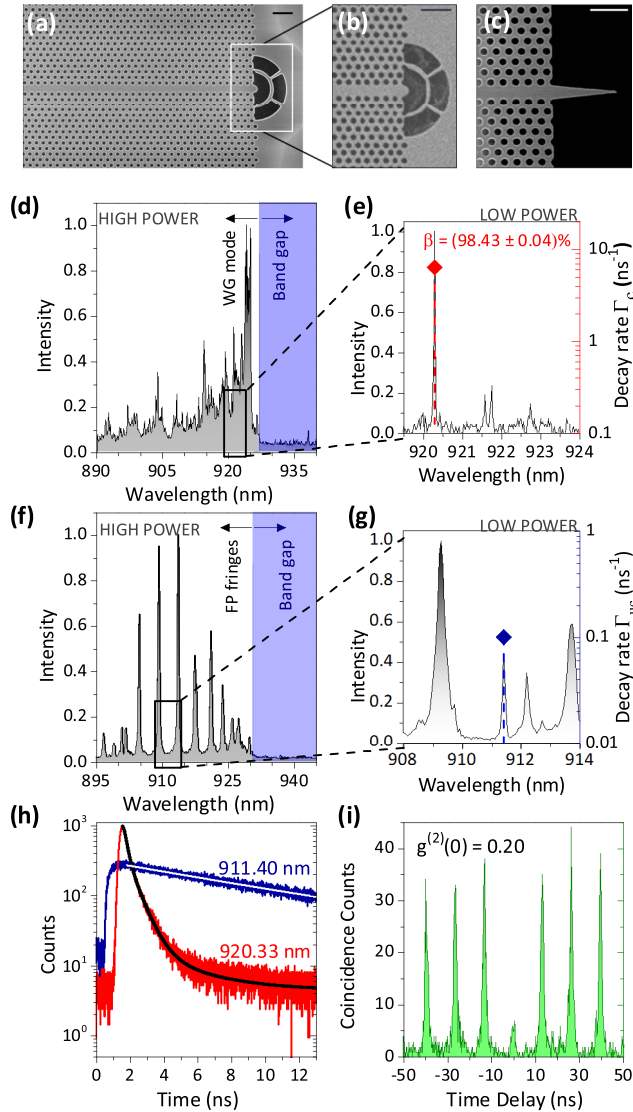 (a)
(b)
(c)
(d)
HIGH POWER
WG mode
Band gap
Intensity
1.0
0.8
0.6
0.4
0.2
0.0
890 905 920 935
Wavelength (nm)
(e)
LOW POWER
β = (98.43 ± 0.04)%
Intensity
1.0
0.8
0.6
0.4
0.2
0.0
10
1
0.1
Decay rate Γ (ns⁻¹)
920 921 922 923 924
Wavelength (nm)
(f)
HIGH POWER
FP fringes
Band gap
Intensity
1.0
0.8
0.6
0.4
0.2
0.0
895 910 925 940
Wavelength (nm)
(g)
LOW POWER
Intensity
1.0
0.8
0.6
0.4
0.2
0.0
1
0.1
0.01
Decay rate Γ (ns⁻¹)
908 910 912 914
Wavelength (nm)
(h)
911.40 nm
920.33 nm
Counts
10³
10²
10¹
10⁰
0 2 4 6 8 10 12
Time (ns)
(i)
g⁽²⁾(0) = 0.20
Coincidence Counts
40
30
20
10
0
-50 -30 -10 10 30 50
Time Delay (ns)